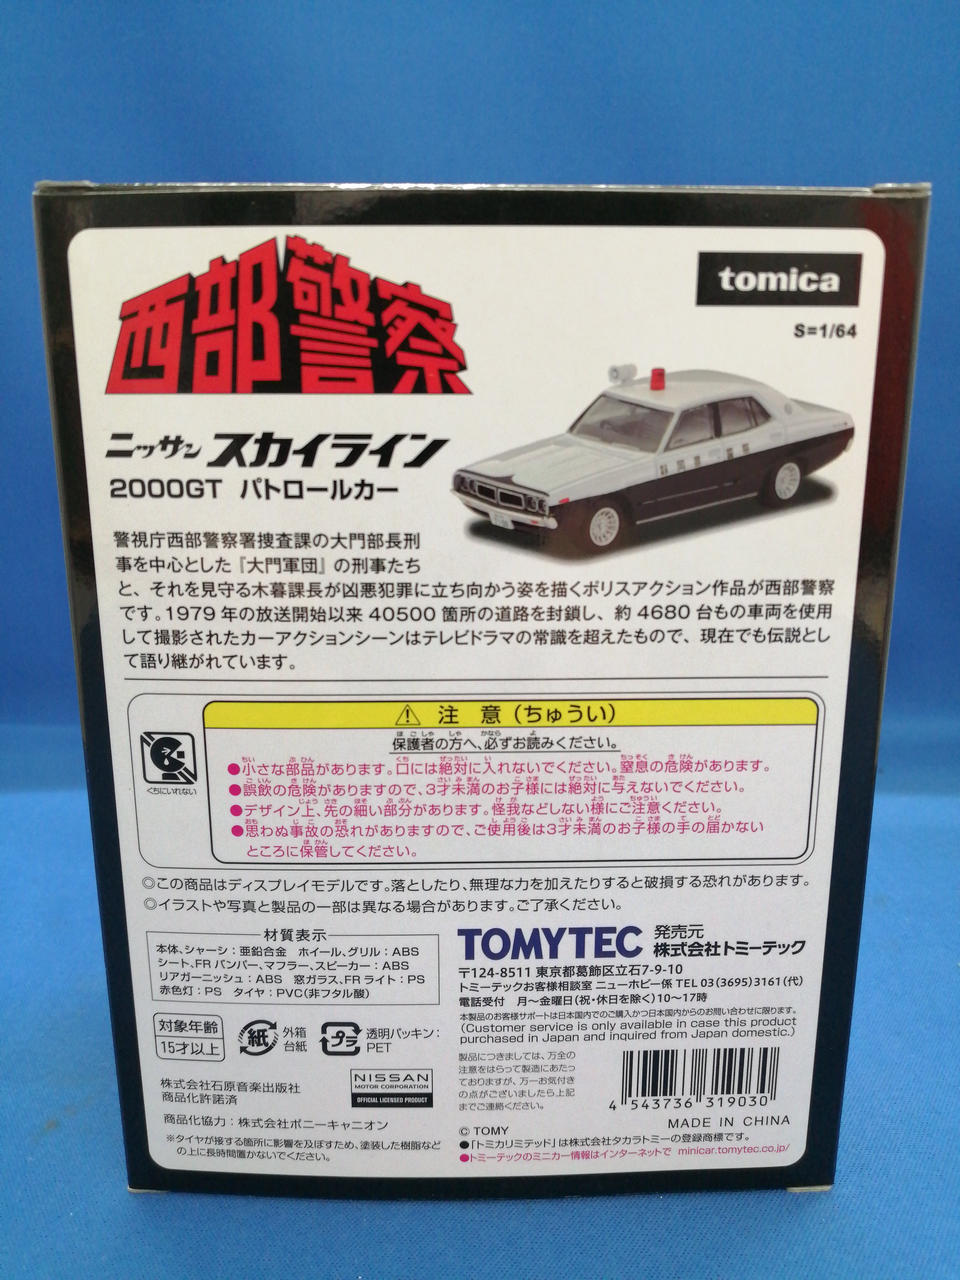 西部警察
tomica
S=1/64
ニッサン スカイライン
2000GT パトロールカー
警視庁西部警察署捜査課の大門部長刑
事を中心とした『大門軍団』の刑事たち
と、それを見守る木暮課長が凶悪犯罪に立ち向かう姿を描くポリスアクション作品が西部警察
です。1979年の放送開始以来40500箇所の道路を封鎖し、約4680台もの車両を使用
して撮影されたカーアクションシーンはテレビドラマの常識を超えたもので、現在でも伝説とし
て語り継がれています。
注 意(ちゅうい)
保護者の方へ、必ずお読みください。
くちにいれない
●小さな部品があります。口には絶対に入れないでください。窒息の危険があります。
●誤飲の危険がありますので、3才未満のお子様には絶対に与えないでください。
●デザイン上、先の細い部分があります。怪我などしない様にご注意ください。
●思わぬ事故の恐れがありますので、ご使用後は3才未満のお子様の手の届かない
ところに保管してください。
◎この商品はディスプレイモデルです。落としたり、無理な力を加えたりすると破損する恐れがあります。
◎イラストや写真と製品の一部は異なる場合があります。ご了承ください。
材質表示
本体、シャーシ：亜鉛合金 ホイール、グリル：ABS
シート、FRバンパー、マフラー、スピーカー：ABS
リアガーニッシュ：ABS 窓ガラス、FRライト：PS
赤色灯：PS タイヤ：PVC(非フタル酸)
対象年齢
15才以上
紙
外箱
台紙
プラ
透明パッキン：
PET
株式会社石原音楽出版社
商品化許諾済
NISSAN
MOTOR CORPORATION
OFFICIAL LICENSED PRODUCT
商品化協力：株式会社ポニーキャニオン
※タイヤが接する箇所に影響を及ぼすため、塗装した樹脂など
の上に長時間置かないでください。
TOMYTEC
発売元
株式会社トミーテック
〒124-8511 東京都葛飾区立石7-9-10
トミーテックお客様相談室 ニューホビー係 TEL 03(3695)3161(代)
電話受付 月〜金曜日(祝・休日を除く)10〜17時
本製品のお客様サポートは日本国内でのご購入かつ日本国内からのお問い合わせに限ります。
(Customer service is only available in case this product
purchased in Japan and inquired from Japan domestic.)
製品につきましては、万全の
注意をはらって製造にあたっ
ておりますが、万一お気付き
の点がございましたら上記
までご連絡ください。
4 543736 319030
MADE IN CHINA
© TOMY
●「トミカリミテッド」は株式会社タカラトミーの登録商標です。
●トミーテックのミニカー情報はインターネットで minicar.tomytec.co.jp/